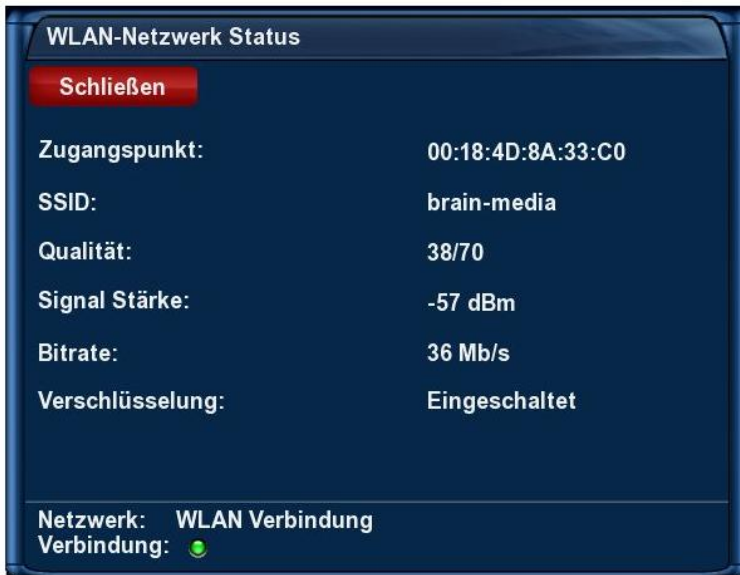 WLAN-Netzwerk Status
Schließen
Zugangspunkt: 00:18:4D:8A:33:C0
SSID: brain-media
Qualität: 38/70
Signal Stärke: -57 dBm
Bitrate: 36 Mb/s
Verschlüsselung: Eingeschaltet
Netzwerk: WLAN Verbindung
Verbindung: